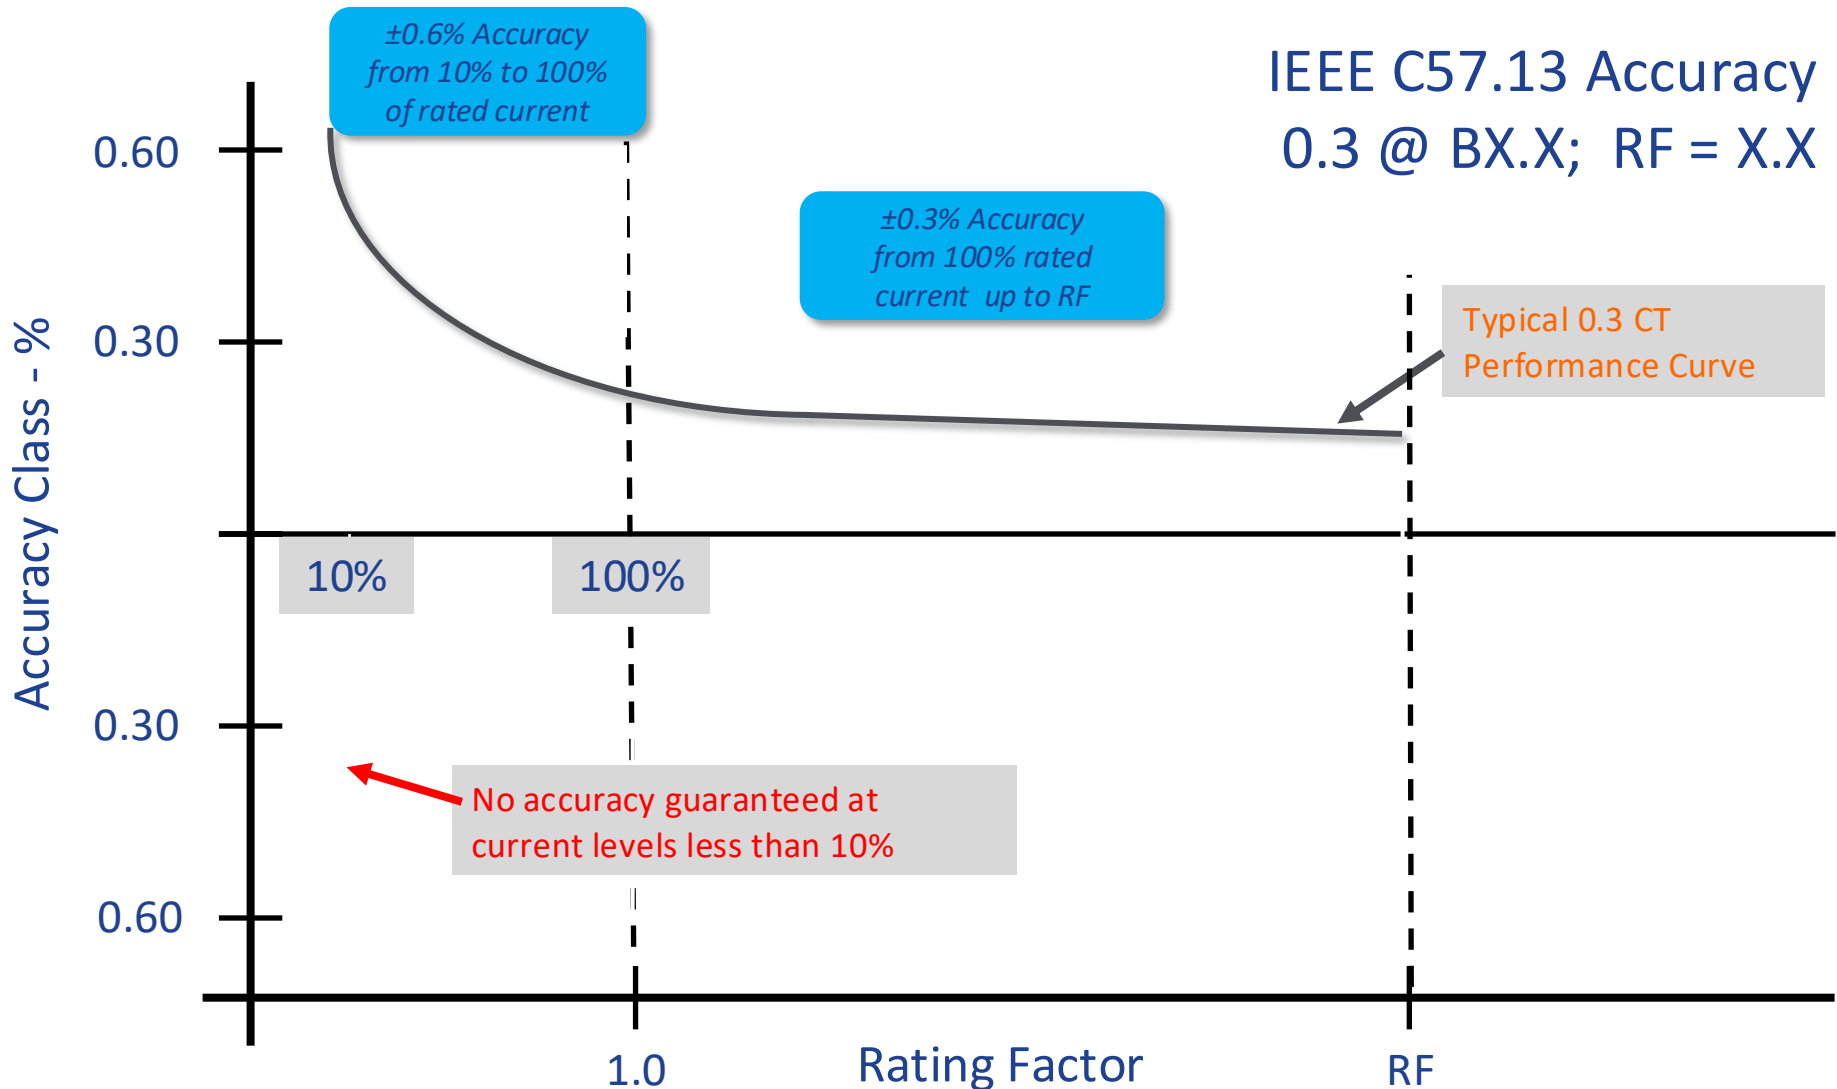 ±0.6% Accuracy
from 10% to 100%
of rated current
IEEE C57.13 Accuracy
0.3 @ BX.X; RF = X.X
0.60
±0.3% Accuracy
from 100% rated
current up to RF
0.30
Typical 0.3 CT
Performance Curve
Accuracy Class - %
10%
100%
0.30
No accuracy guaranteed at
current levels less than 10%
0.60
1.0
Rating Factor
RF